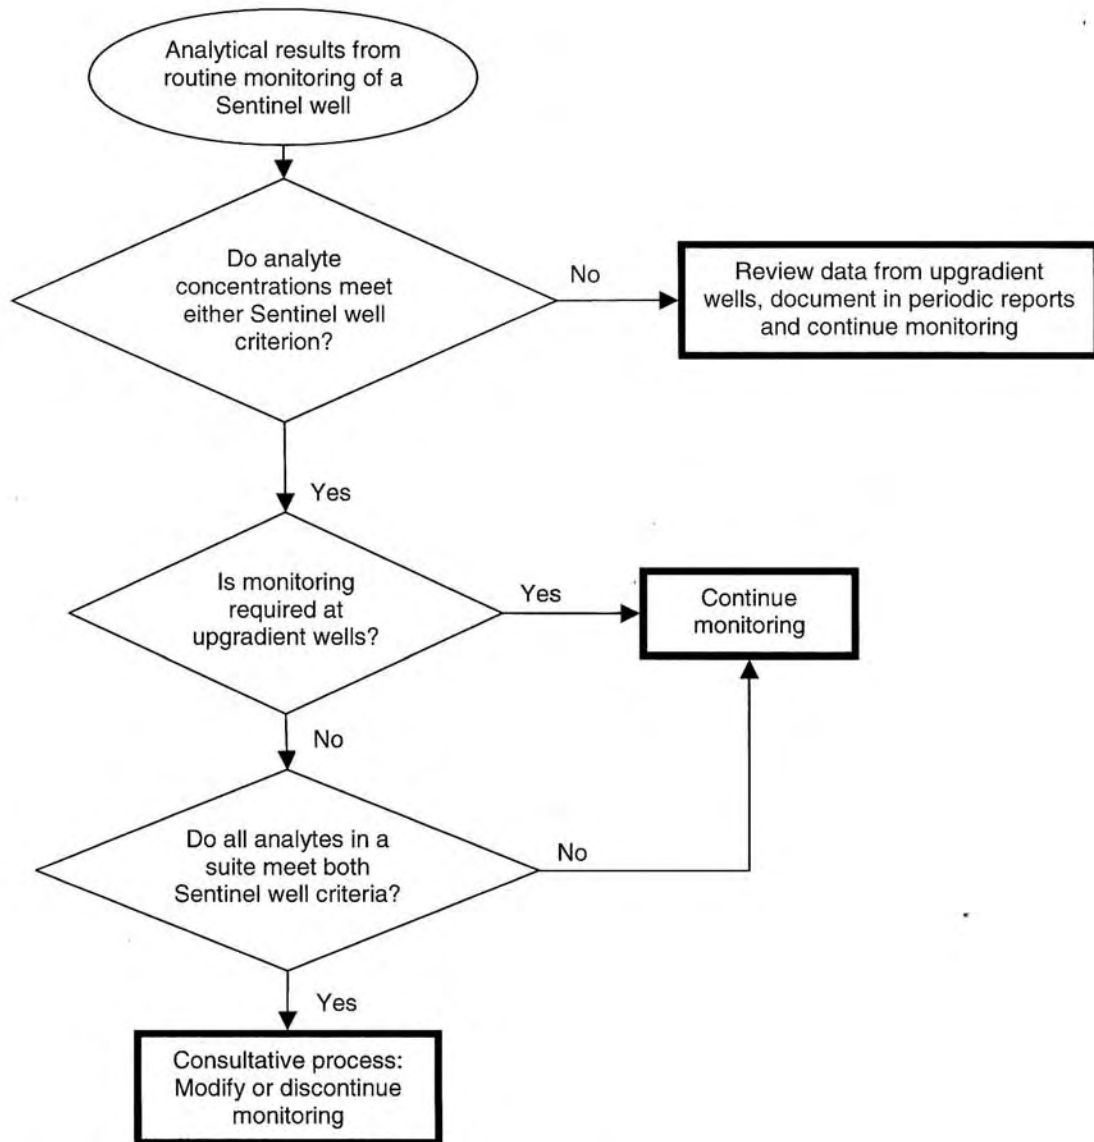 Analytical results from
routine monitoring of a
Sentinel well
Do analyte
concentrations meet
either Sentinel well
criterion?
No
Review data from upgradient
wells, document in periodic reports
and continue monitoring
Yes
Is monitoring
required at
upgradient wells?
Yes
Continue
monitoring
No
Do all analytes in a
suite meet both
Sentinel well criteria?
No
Yes
Consultative process:
Modify or discontinue
monitoring